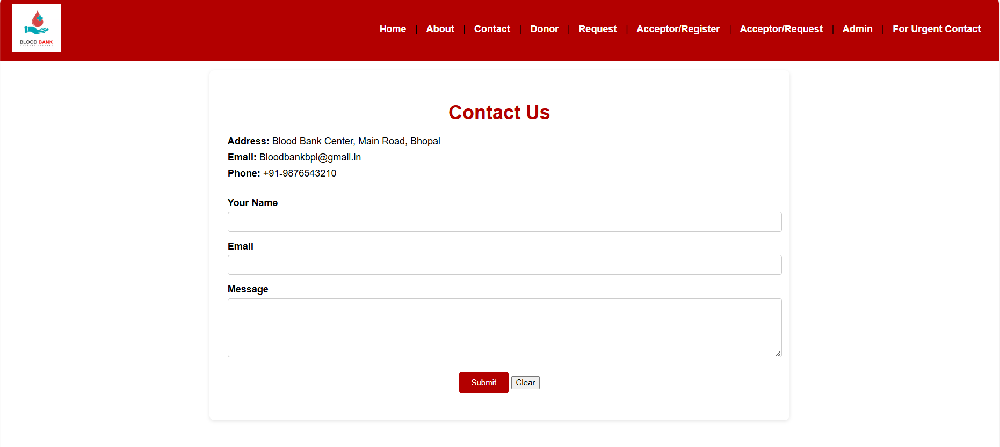 BLOOD BANK
Home | About | Contact | Donor | Request | Acceptor/Register | Acceptor/Request | Admin | For Urgent Contact
Contact Us
Address: Blood Bank Center, Main Road, Bhopal
Email: Bloodbankbpl@gmail.in
Phone: +91-9876543210
Your Name
Email
Message
Submit Clear